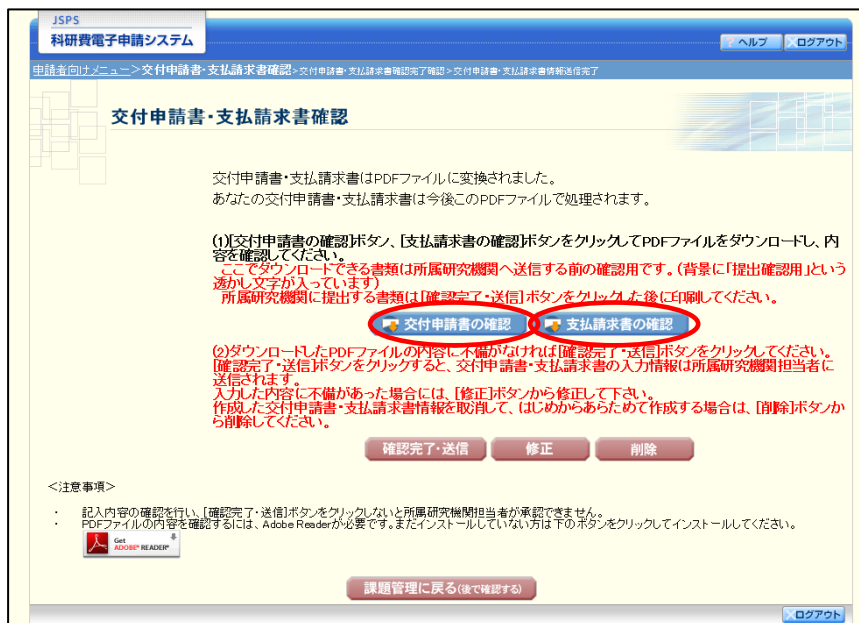 JSPS
科研費電子申請システム
? ヘルプ
ログアウト
申請者向けメニュー>交付申請書・支払請求書確認>交付申請書・支払請求書確認完了確認>交付申請書・支払請求書情報送信完了
交付申請書・支払請求書確認
交付申請書・支払請求書はPDFファイルに変換されました。
あなたの交付申請書・支払請求書は今後このPDFファイルで処理されます。
(1)[交付申請書の確認]ボタン、[支払請求書の確認]ボタンをクリックしてPDFファイルをダウンロードし、内
容を確認してください。
ここでダウンロードできる書類は所属研究機関へ送信する前の確認用です。(背景に「提出確認用」という
透かし文字が入っています)
所属研究機関に提出する書類は[確認完了・送信]ボタンをクリックした後に印刷してください。
交付申請書の確認
支払請求書の確認
(2)ダウンロードしたPDFファイルの内容に不備がなければ[確認完了・送信]ボタンをクリックしてください。
[確認完了・送信]ボタンをクリックすると、交付申請書・支払請求書の入力情報は所属研究機関担当者に
送信されます。
入力した内容に不備があった場合には、[修正]ボタンから修正して下さい。
作成した交付申請書・支払請求書情報を取消して、はじめからあらためて作成する場合は、[削除]ボタンか
ら削除してください。
確認完了・送信
修正
削除
<注意事項>
・ 記入内容の確認を行い、[確認完了・送信]ボタンをクリックしないと所属研究機関担当者が承認できません。
・ PDFファイルの内容を確認するには、Adobe Readerが必要です。まだインストールしていない方は下のボタンをクリックしてインストールしてください。
Get
ADOBE® READER®
課題管理に戻る(後で確認する)
ログアウト